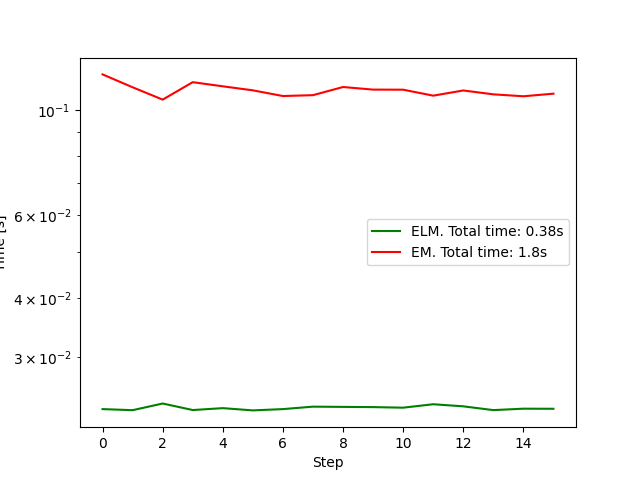 10⁻¹
6 × 10⁻²
4 × 10⁻²
3 × 10⁻²
Time [s]
ELM. Total time: 0.38s
EM. Total time: 1.8s
0 2 4 6 8 10 12 14
Step